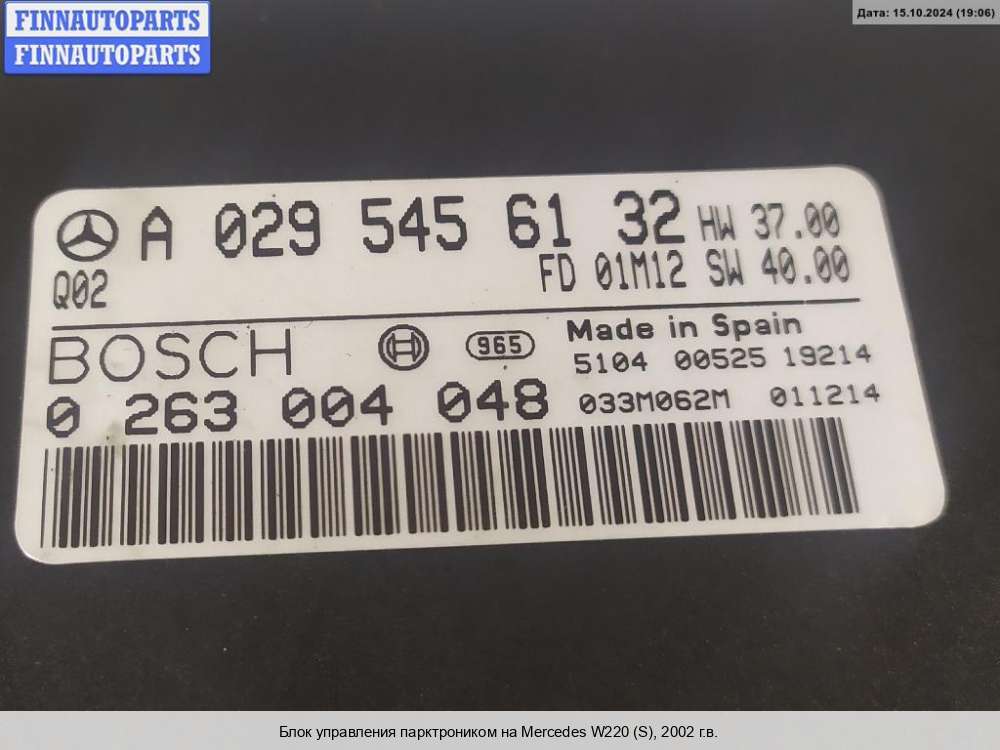 FINNAUTOPARTS
FINNAUTOPARTS
Дата: 15.10.2024 (19:06)
A 029 545 61 32 HW 37.00
Q02 FD 01M12 SW 40.00
BOSCH 965 Made in Spain
5104 00525 19214
0 263 004 048 033M062M 011214
Блок управления парктроником на Mercedes W220 (S), 2002 г.в.